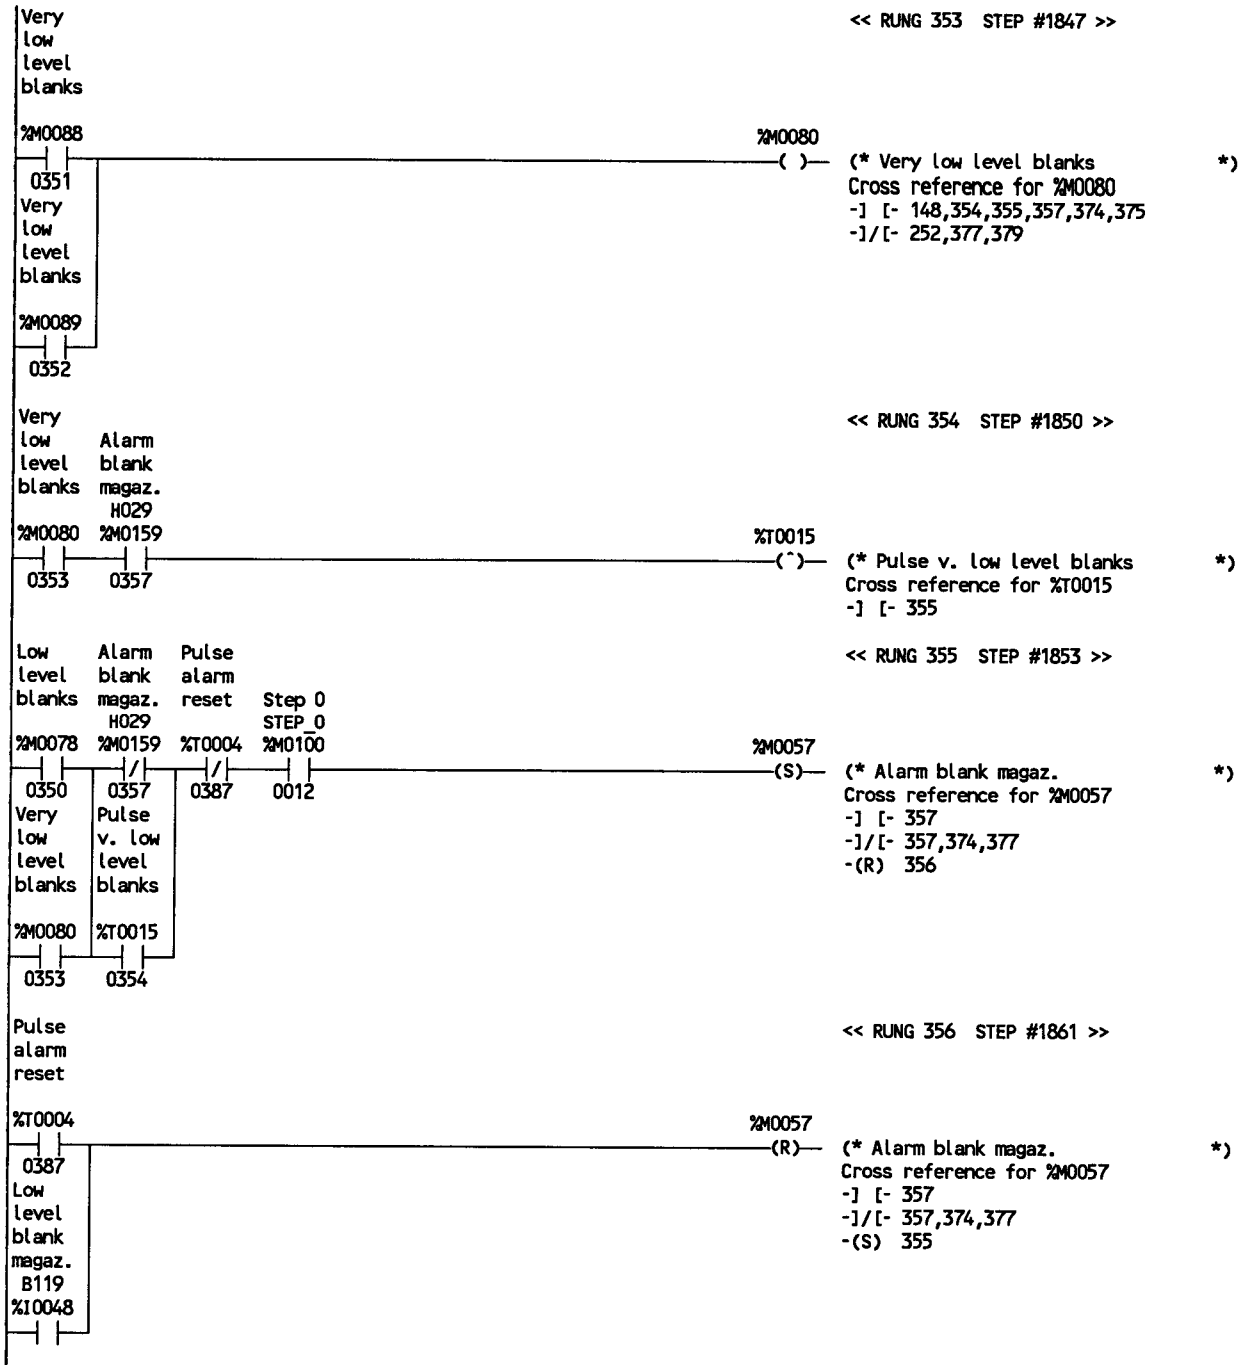 Very
low
level
blanks
<< RUNG 353 STEP #1847 >>
%M0088
%M0080
( ) (* Very low level blanks *)
0351
Cross reference for %M0080
Very
-] [- 148,354,355,357,374,375
low
-]/[- 252,377,379
level
blanks
%M0089
0352
Very
<< RUNG 354 STEP #1850 >>
low Alarm
level blank
blanks magaz.
H029
%M0080 %M0159
%T0015
(^) (* Pulse v. low level blanks *)
0353 0357
Cross reference for %T0015
-] [- 355
Low Alarm Pulse
<< RUNG 355 STEP #1853 >>
level blank alarm
blanks magaz. reset Step 0
H029 STEP_0
%M0078 %M0159 %T0004 %M0100
%M0057
/ / (S) (* Alarm blank magaz. *)
0350 0357 0387 0012
Cross reference for %M0057
Very Pulse
-] [- 357
low v. low
-]/[- 357,374,377
level level
-(R) 356
blanks blanks
%M0080 %T0015
0353 0354
Pulse
<< RUNG 356 STEP #1861 >>
alarm
reset
%T0004
%M0057
(R) (* Alarm blank magaz. *)
0387
Cross reference for %M0057
Low
-] [- 357
level
-]/[- 357,374,377
blank
-(S) 355
magaz.
B119
%I0048